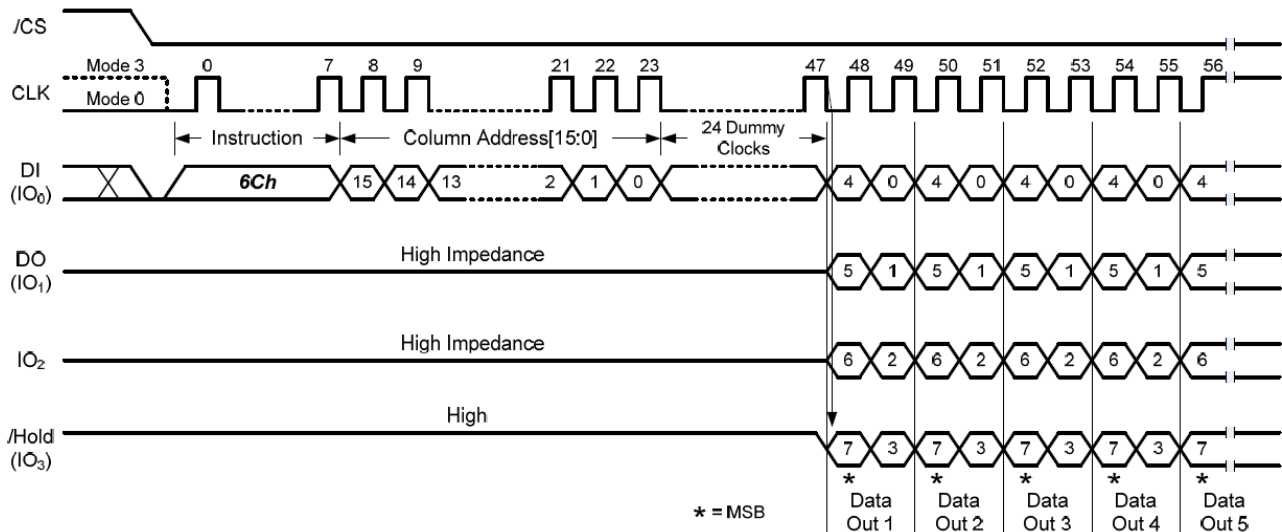 /CS
Mode 3
0 7 8 9 21 22 23 47 48 49 50 51 52 53 54 55 56
CLK
Mode 0
Instruction
Column Address[15:0]
24 Dummy
Clocks
DI
(IO0)
6Ch 15 14 13 2 1 0 4 0 4 0 4 0 4 0 4
DO
(IO1)
High Impedance
5 1 5 1 5 1 5 1 5
IO2
High Impedance
6 2 6 2 6 2 6 2 6
/Hold
(IO3)
High
7 3 7 3 7 3 7 3 7
* * * * *
* = MSB
Data
Out 1
Data
Out 2
Data
Out 3
Data
Out 4
Data
Out 5